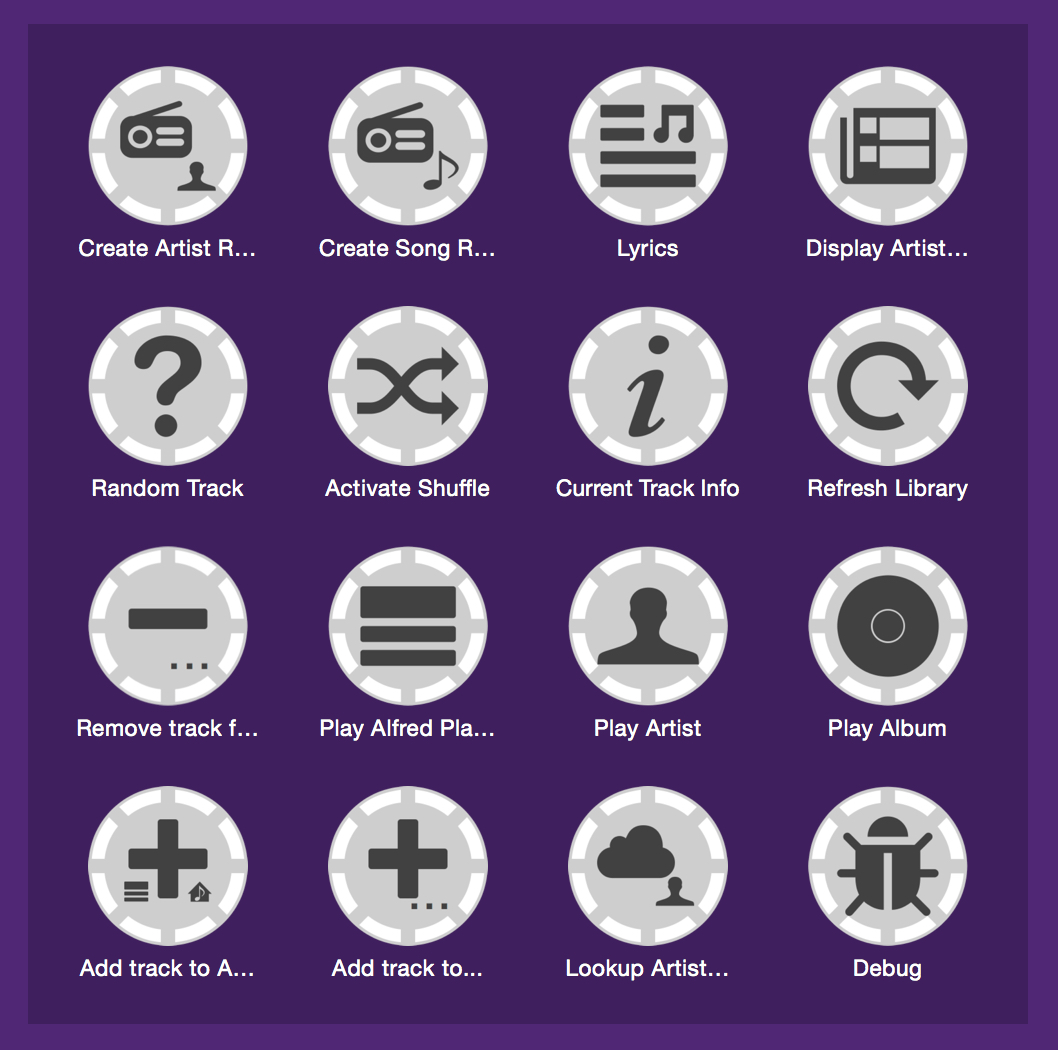 Create Artist R...
Create Song R...
Lyrics
Display Artist...
Random Track
Activate Shuffle
Current Track Info
Refresh Library
Remove track f...
Play Alfred Pla...
Play Artist
Play Album
Add track to A...
Add track to...
Lookup Artist...
Debug